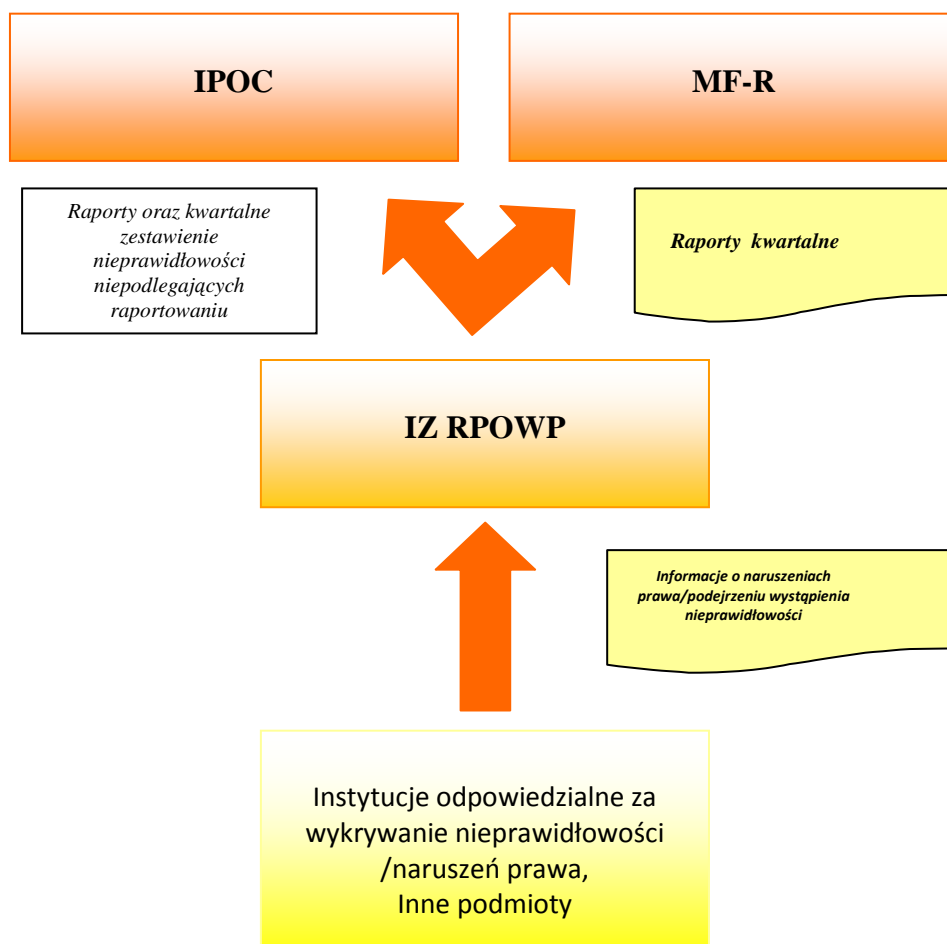 IPOC
MF-R
Raporty oraz kwartalne
zestawienie
nieprawidłowości
niepodlegających
raportowaniu
Raporty kwartalne
IZ RPOWP
Informacje o naruszeniach
prawa/podejrzeniu wystąpienia
nieprawidłowości
Instytucje odpowiedzialne za
wykrywanie nieprawidłowości
/naruszeń prawa,
Inne podmioty